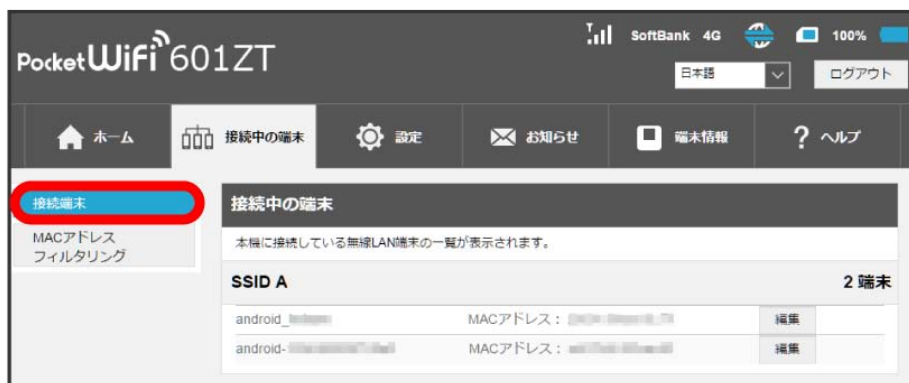 SoftBank 4G 100%
Pocket WiFi 601ZT
日本語 ログアウト
ホーム 接続中の端末 設定 お知らせ 端末情報 ? ヘルプ
接続端末
MACアドレス
フィルタリング
接続中の端末
本機に接続している無線LAN端末の一覧が表示されます。
SSID A 2 端末
android_ MACアドレス： 編集
android- MACアドレス： 編集